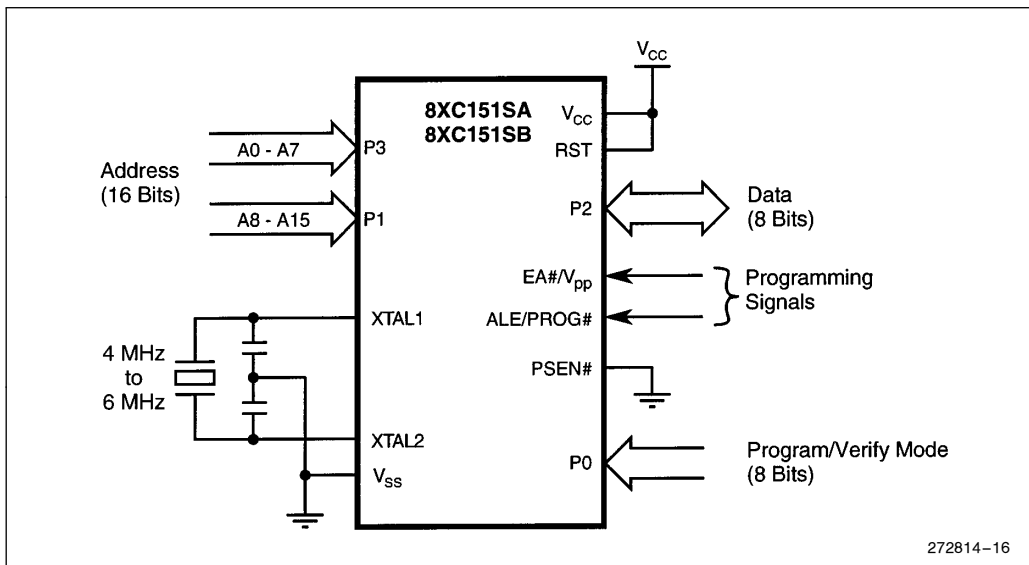 V_CC
8XC151SA
8XC151SB
V_CC
RST
Address
(16 Bits)
A0 - A7
P3
A8 - A15
P1
P2
Data
(8 Bits)
EA#/V_pp
ALE/PROG#
Programming
Signals
XTAL1
4 MHz
to
6 MHz
PSEN#
XTAL2
V_SS
P0
Program/Verify Mode
(8 Bits)
272814–16